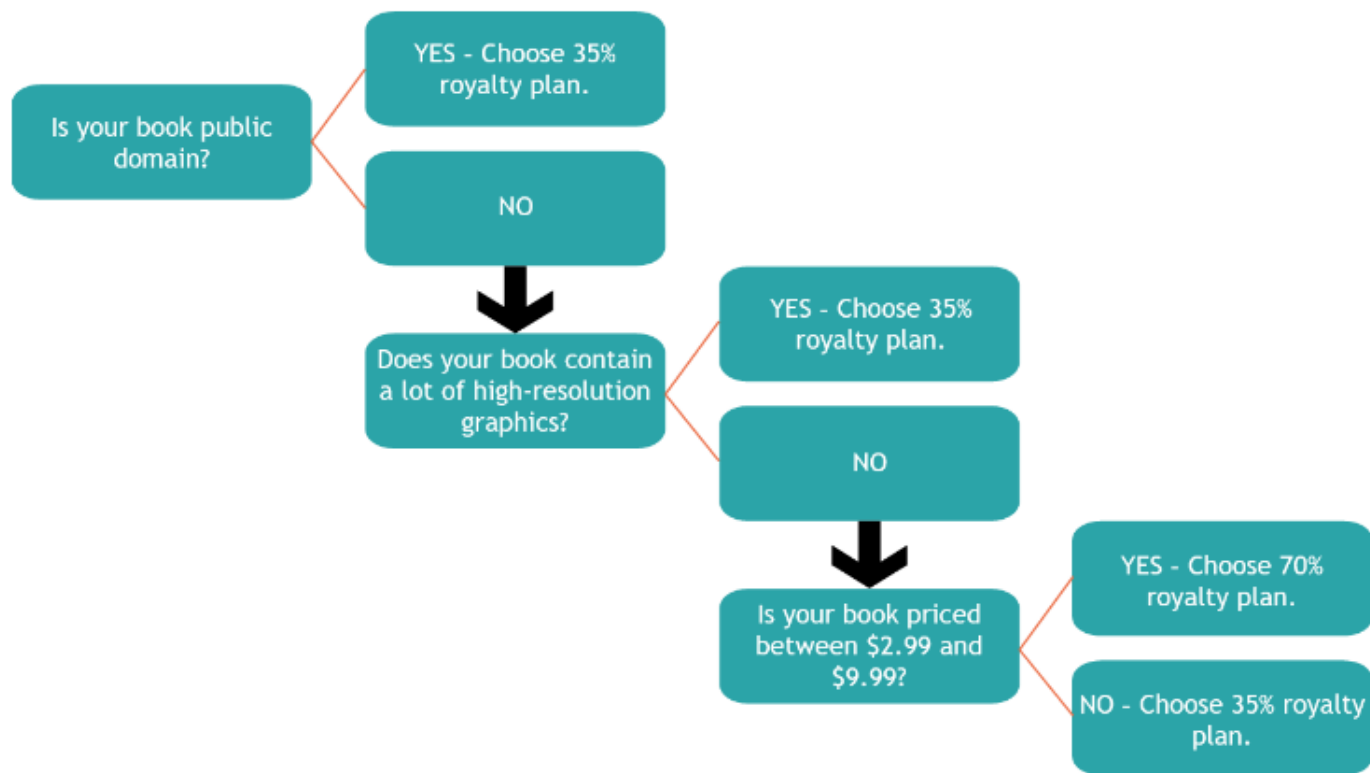 YES – Choose 35%
royalty plan.
Is your book public
domain?
NO
YES – Choose 35%
royalty plan.
Does your book contain
a lot of high-resolution
graphics?
NO
YES – Choose 70%
royalty plan.
Is your book priced
between $2.99 and
$9.99?
NO – Choose 35% royalty
plan.